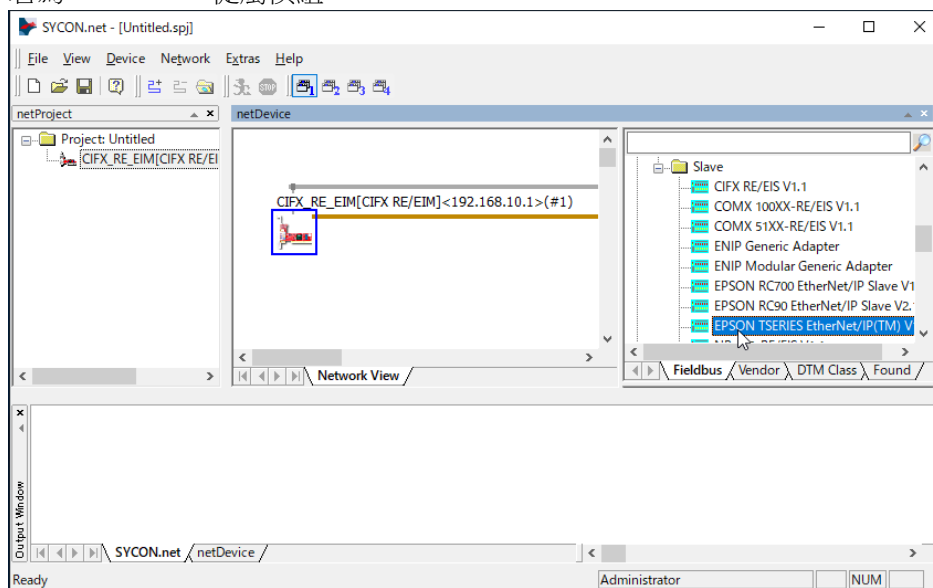 SYCON.net - [Untitled.spj]
File View Device Network Extras Help
netProject
netDevice
Project: Untitled
CIFX_RE_EIM[CIFX RE/EI
CIFX_RE_EIM[CIFX RE/EIM]<192.168.10.1>(#1)
Network View
Slave
CIFX RE/EIS V1.1
COMX 100XX-RE/EIS V1.1
COMX 51XX-RE/EIS V1.1
ENIP Generic Adapter
ENIP Modular Generic Adapter
EPSON RC700 EtherNet/IP Slave V1
EPSON RC90 EtherNet/IP Slave V2.
EPSON TSERIES EtherNet/IP(TM) V
Fieldbus Vendor DTM Class Found
Output Window
SYCON.net netDevice
Ready
Administrator
NUM